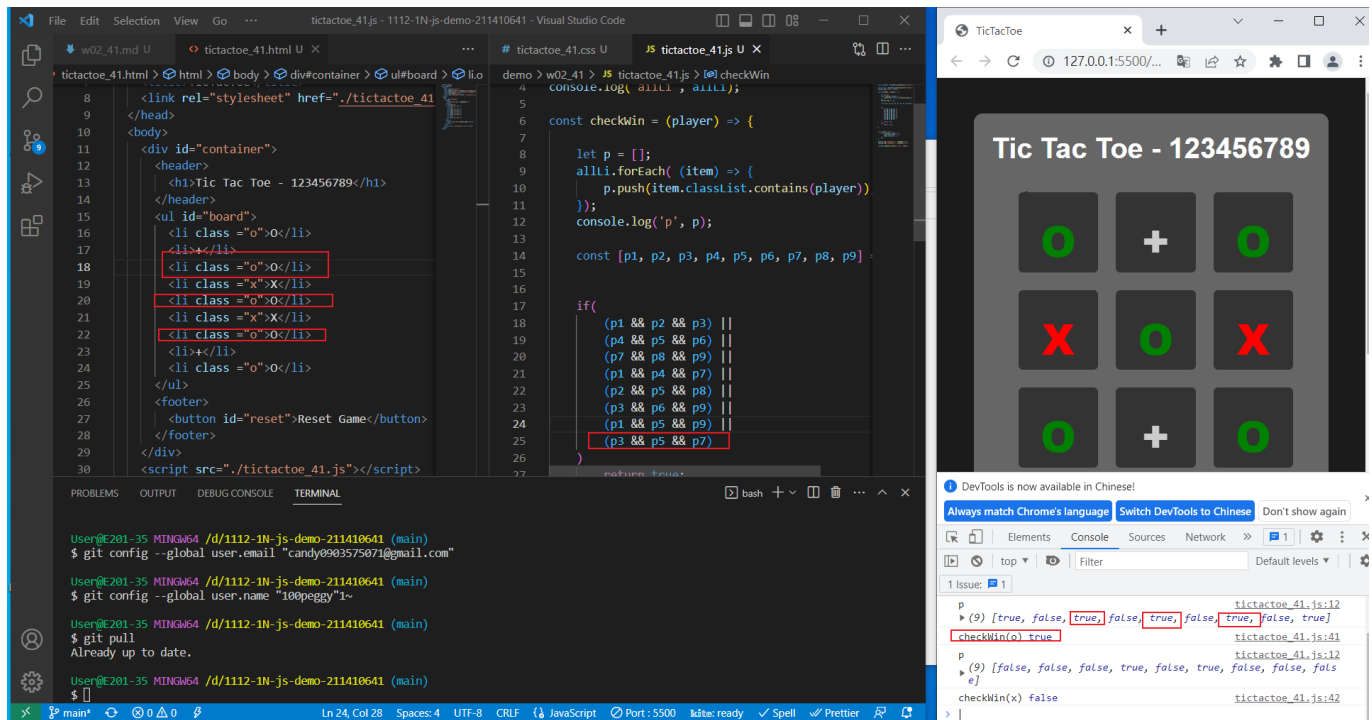 File Edit Selection View Go ··· tictactoe_41.js - 1112-1N-js-demo-211410641 - Visual Studio Code
w02_41.md U <> tictactoe_41.html U × ···
tictactoe_41.html > html > body > div#container > ul#board > li.o
8 <link rel="stylesheet" href="./tictactoe_41
9 </head>
10 <body>
11 <div id="container">
12 <header>
13 <h1>Tic Tac Toe - 123456789</h1>
14 </header>
15 <ul id="board">
16 <li class ="o">O</li>
17 <li>+</li>
18 <li class ="o">O</li>
19 <li class ="x">X</li>
20 <li class ="o">O</li>
21 <li class ="x">X</li>
22 <li class ="o">O</li>
23 <li>+</li>
24 <li class ="o">O</li>
25 </ul>
26 <footer>
27 <button id="reset">Reset Game</button>
28 </footer>
29 </div>
30 <script src="./tictactoe_41.js"></script>
# tictactoe_41.css U JS tictactoe_41.js U × ···
demo > w02_41 > JS tictactoe_41.js > checkWin
4 console.log('allLi', allLi);
5
6 const checkWin = (player) => {
7
8 let p = [];
9 allLi.forEach( (item) => {
10 p.push(item.classList.contains(player))
11 });
12 console.log('p', p);
13
14 const [p1, p2, p3, p4, p5, p6, p7, p8, p9] =
15
16
17 if(
18 (p1 && p2 && p3) ||
19 (p4 && p5 && p6) ||
20 (p7 && p8 && p9) ||
21 (p1 && p4 && p7) ||
22 (p2 && p5 && p8) ||
23 (p3 && p6 && p9) ||
24 (p1 && p5 && p9) ||
25 (p3 && p5 && p7)
26 )
27 return true;
PROBLEMS OUTPUT DEBUG CONSOLE TERMINAL bash
User@E201-35 MINGW64 /d/1112-1N-js-demo-211410641 (main)
$ git config --global user.email "candy0903575071@gmail.com"
User@E201-35 MINGW64 /d/1112-1N-js-demo-211410641 (main)
$ git config --global user.name "100peggy"1~
User@E201-35 MINGW64 /d/1112-1N-js-demo-211410641 (main)
$ git pull
Already up to date.
User@E201-35 MINGW64 /d/1112-1N-js-demo-211410641 (main)
$
9
main* 0 0 Ln 24, Col 28 Spaces: 4 UTF-8 CRLF {} JavaScript Port : 5500 kite: ready Spell Prettier
TicTacToe × +
127.0.0.1:5500/...
Tic Tac Toe - 123456789
O + O
X O X
O + O
DevTools is now available in Chinese!
Always match Chrome's language Switch DevTools to Chinese Don't show again
Elements Console Sources Network » 1
top ▼ Filter Default levels ▼
1 Issue: 1
p tictactoe_41.js:12
(9) [true, false, true, false, true, false, true, false, true]
checkWin(o) true tictactoe_41.js:41
p tictactoe_41.js:12
(9) [false, false, false, true, false, true, false, false, fals
e]
checkWin(x) false tictactoe_41.js:42
>